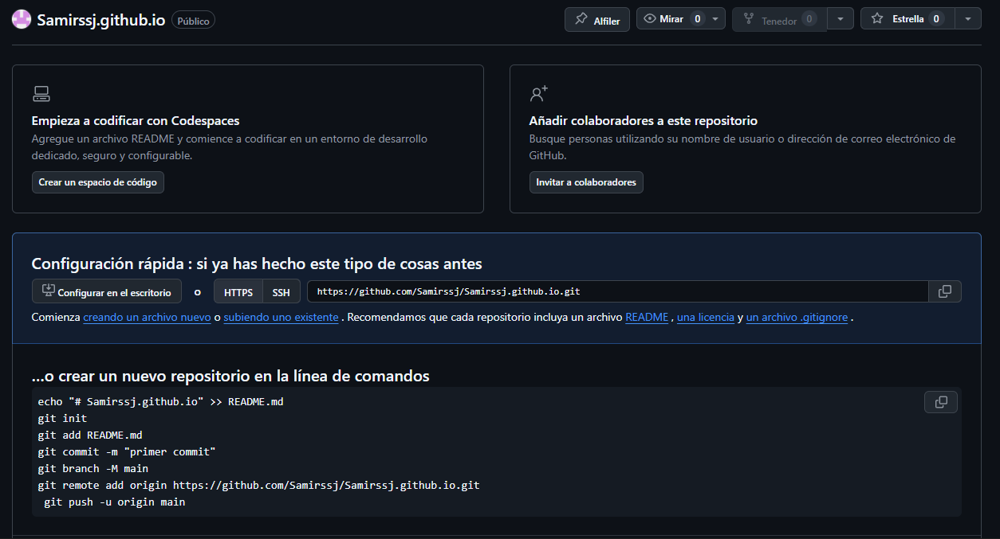 Samirssj.github.io Público
Alfiler Mirar 0 Tenedor 0 Estrella 0
Empieza a codificar con Codespaces
Agregue un archivo README y comience a codificar en un entorno de desarrollo
dedicado, seguro y configurable.
Crear un espacio de código
Añadir colaboradores a este repositorio
Busque personas utilizando su nombre de usuario o dirección de correo electrónico de
GitHub.
Invitar a colaboradores
Configuración rápida : si ya has hecho este tipo de cosas antes
Configurar en el escritorio o HTTPS SSH https://github.com/Samirssj/Samirssj.github.io.git
Comienza creando un archivo nuevo o subiendo uno existente . Recomendamos que cada repositorio incluya un archivo README , una licencia y un archivo .gitignore .
...o crear un nuevo repositorio en la línea de comandos
echo "# Samirssj.github.io" >> README.md
git init
git add README.md
git commit -m "primer commit"
git branch -M main
git remote add origin https://github.com/Samirssj/Samirssj.github.io.git
git push -u origin main